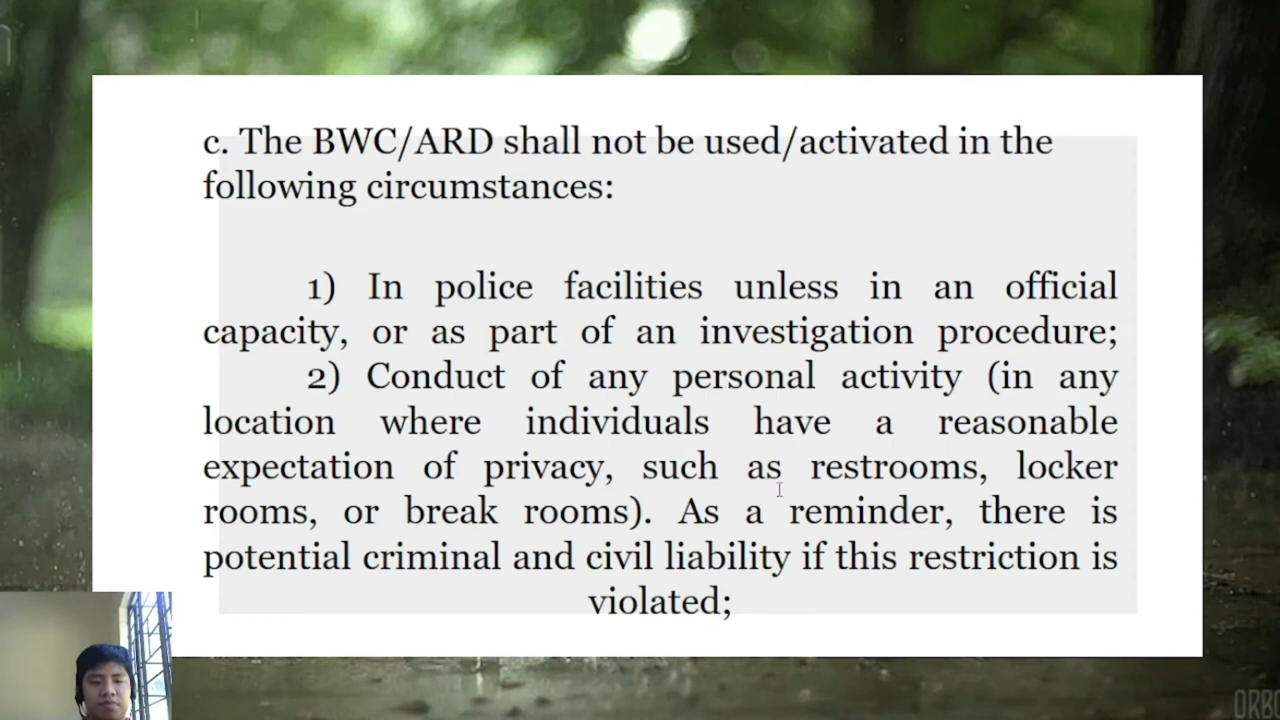 c. The BWC/ARD shall not be used/activated in the
following circumstances:
1) In police facilities unless in an official
capacity, or as part of an investigation procedure;
2) Conduct of any personal activity (in any
location where individuals have a reasonable
expectation of privacy, such as restrooms, locker
rooms, or break rooms). As a reminder, there is
potential criminal and civil liability if this restriction is
violated;